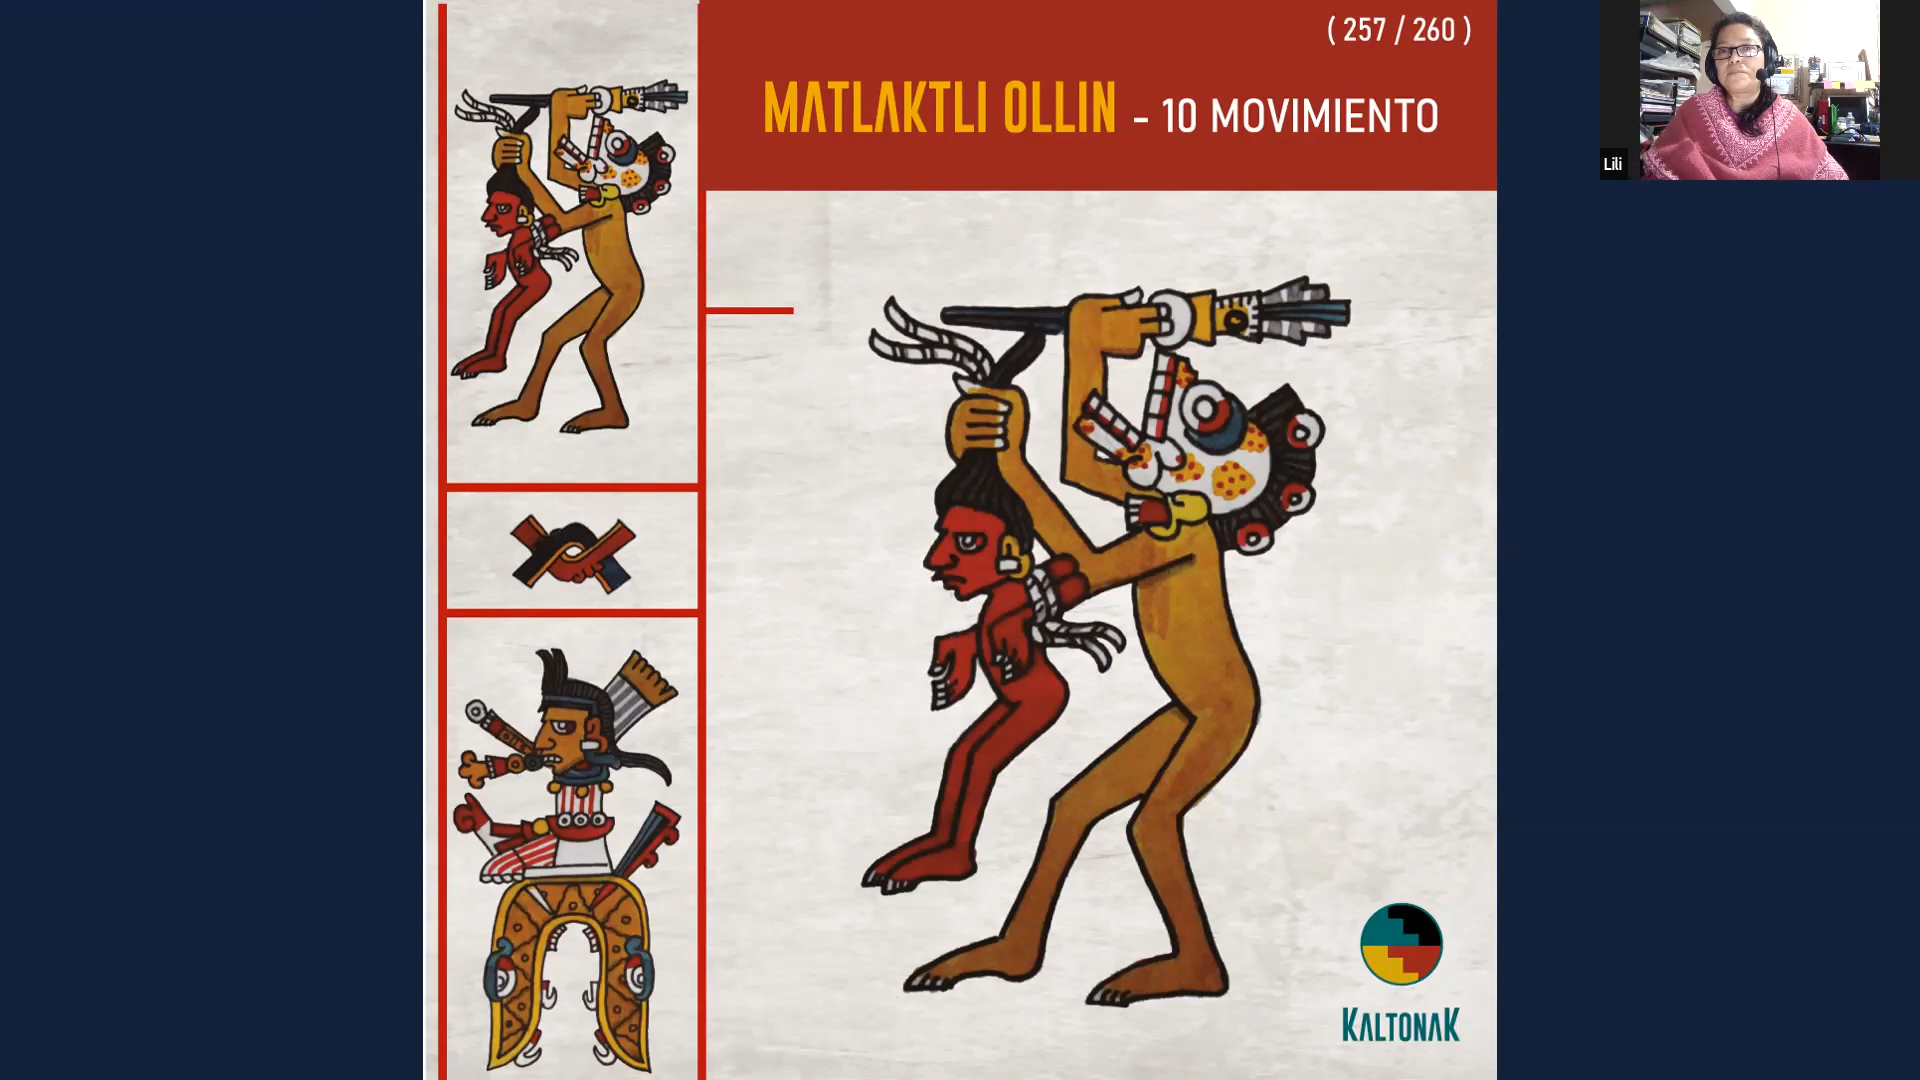 ( 257 / 260 )
MATLAKTLI OLLIN - 10 MOVIMIENTO
Lili
KALTONAK